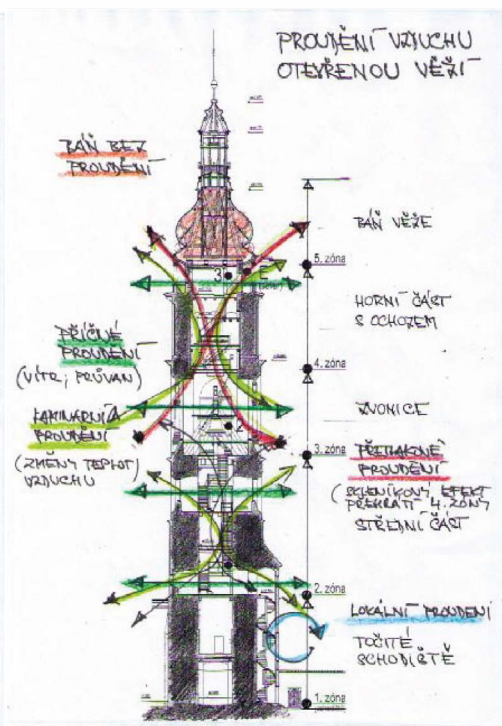 PROUDĚNÍ VZDUCHU
OTEVŘENOU VĚŽÍ
BÁŇ BEZ
PROUDĚNÍ
BÁŇ VĚŽE
5. zóna
3
E
HORNÍ ČÁST
S OCHOZEM
PŘÍČNÉ
PROUDĚNÍ
(VÍTR, PRŮVAN)
4. zóna
LAMINÁRNÍ
PROUDĚNÍ
(ZMĚNY TEPLOT)
VZDUCHU
ZVONICE
3. zóna
PŘETLAKOVÉ
PROUDĚNÍ
(SKLENÍKOVÝ EFEKT
PŘEHŘÁTÍ 4. ZÓNY
STŘEDNÍ ČÁST
2. zóna
LOKÁLNÍ PROUDĚNÍ
TOČITÉ
SCHODIŠTĚ
1. zóna